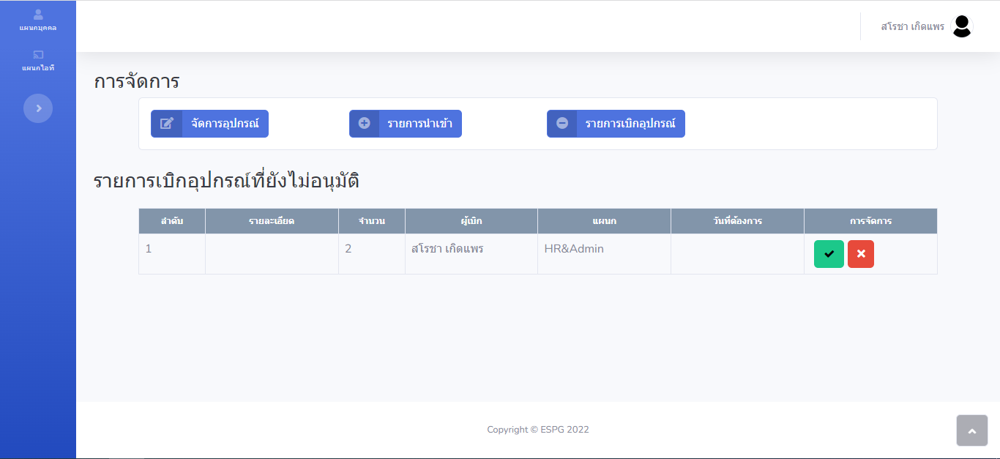 แผนกบุคคล
แผนกไอที
สโรชา เกิดแพร
การจัดการ
จัดการอุปกรณ์
รายการนำเข้า
รายการเบิกอุปกรณ์
รายการเบิกอุปกรณ์ที่ยังไม่อนุมัติ
ลำดับ รายละเอียด จำนวน ผู้เบิก แผนก วันที่ต้องการ การจัดการ
1 2 สโรชา เกิดแพร HR&Admin
Copyright © ESPG 2022